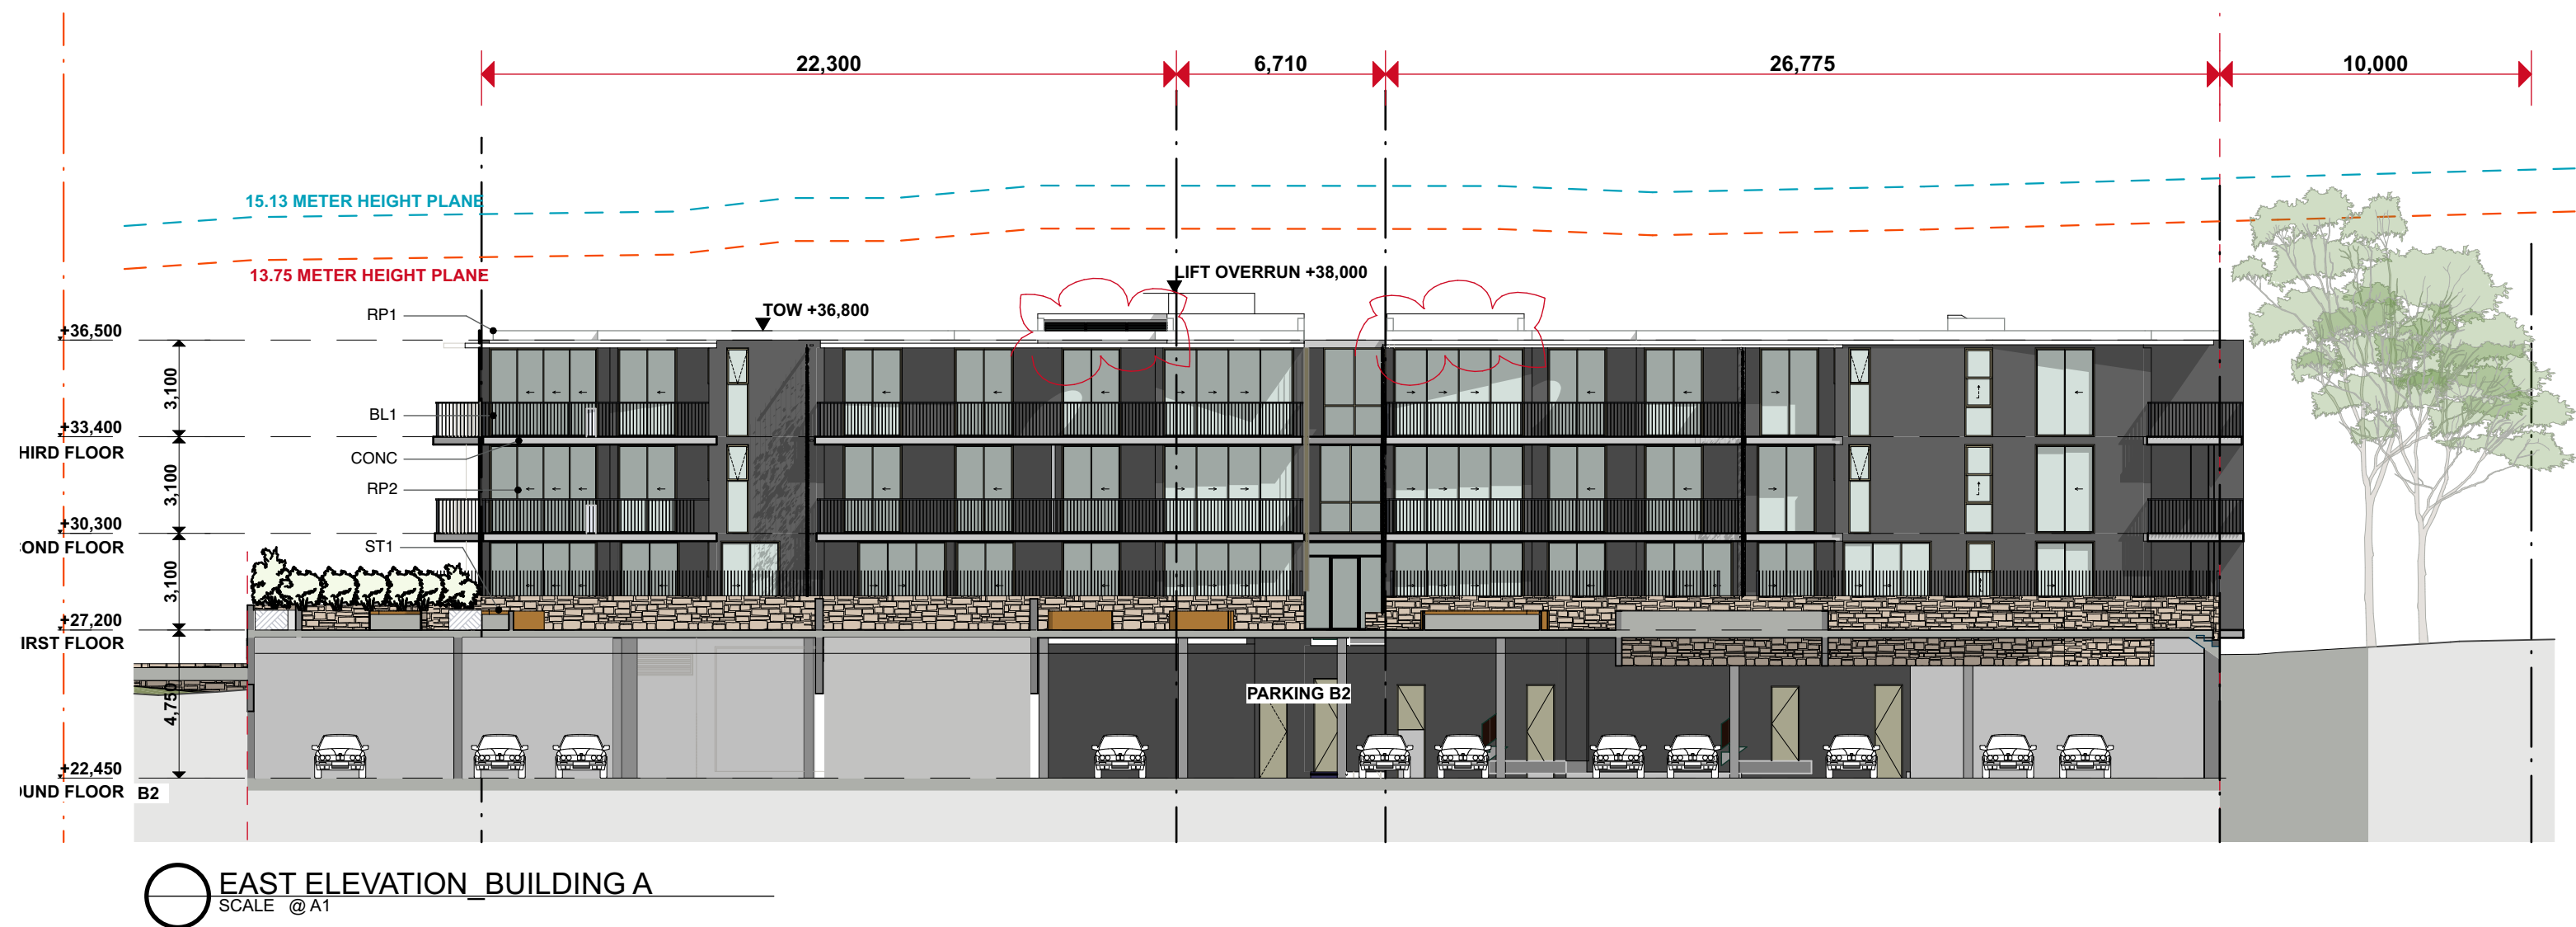 22,300
6,710
26,775
10,000
15.13 METER HEIGHT PLANE
13.75 METER HEIGHT PLANE
LIFT OVERRUN +38,000
TOW +36,800
RP1
+36,500
3,100
BL1
+33,400
HIRD FLOOR
CONC
3,100
RP2
+30,300
OND FLOOR
ST1
3,100
+27,200
IRST FLOOR
4,750
PARKING B2
+22,450
UND FLOOR B2
EAST ELEVATION_BUILDING A
SCALE @ A1